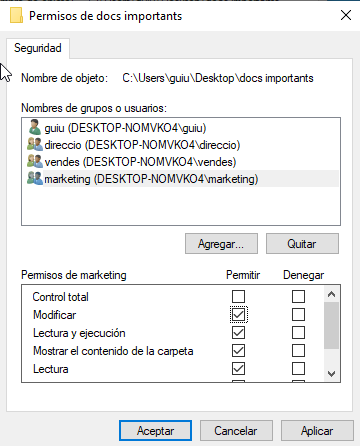 Permisos de docs importants
Seguridad
Nombre de objeto: C:\Users\guiu\Desktop\docs importants
Nombres de grupos o usuarios:
guiu (DESKTOP-NOMVKO4\guiu)
direccio (DESKTOP-NOMVKO4\direccio)
vendes (DESKTOP-NOMVKO4\vendes)
marketing (DESKTOP-NOMVKO4\marketing)
Agregar... Quitar
Permisos de marketing Permitir Denegar
Control total
Modificar
Lectura y ejecución
Mostrar el contenido de la carpeta
Lectura
Aceptar Cancelar Aplicar